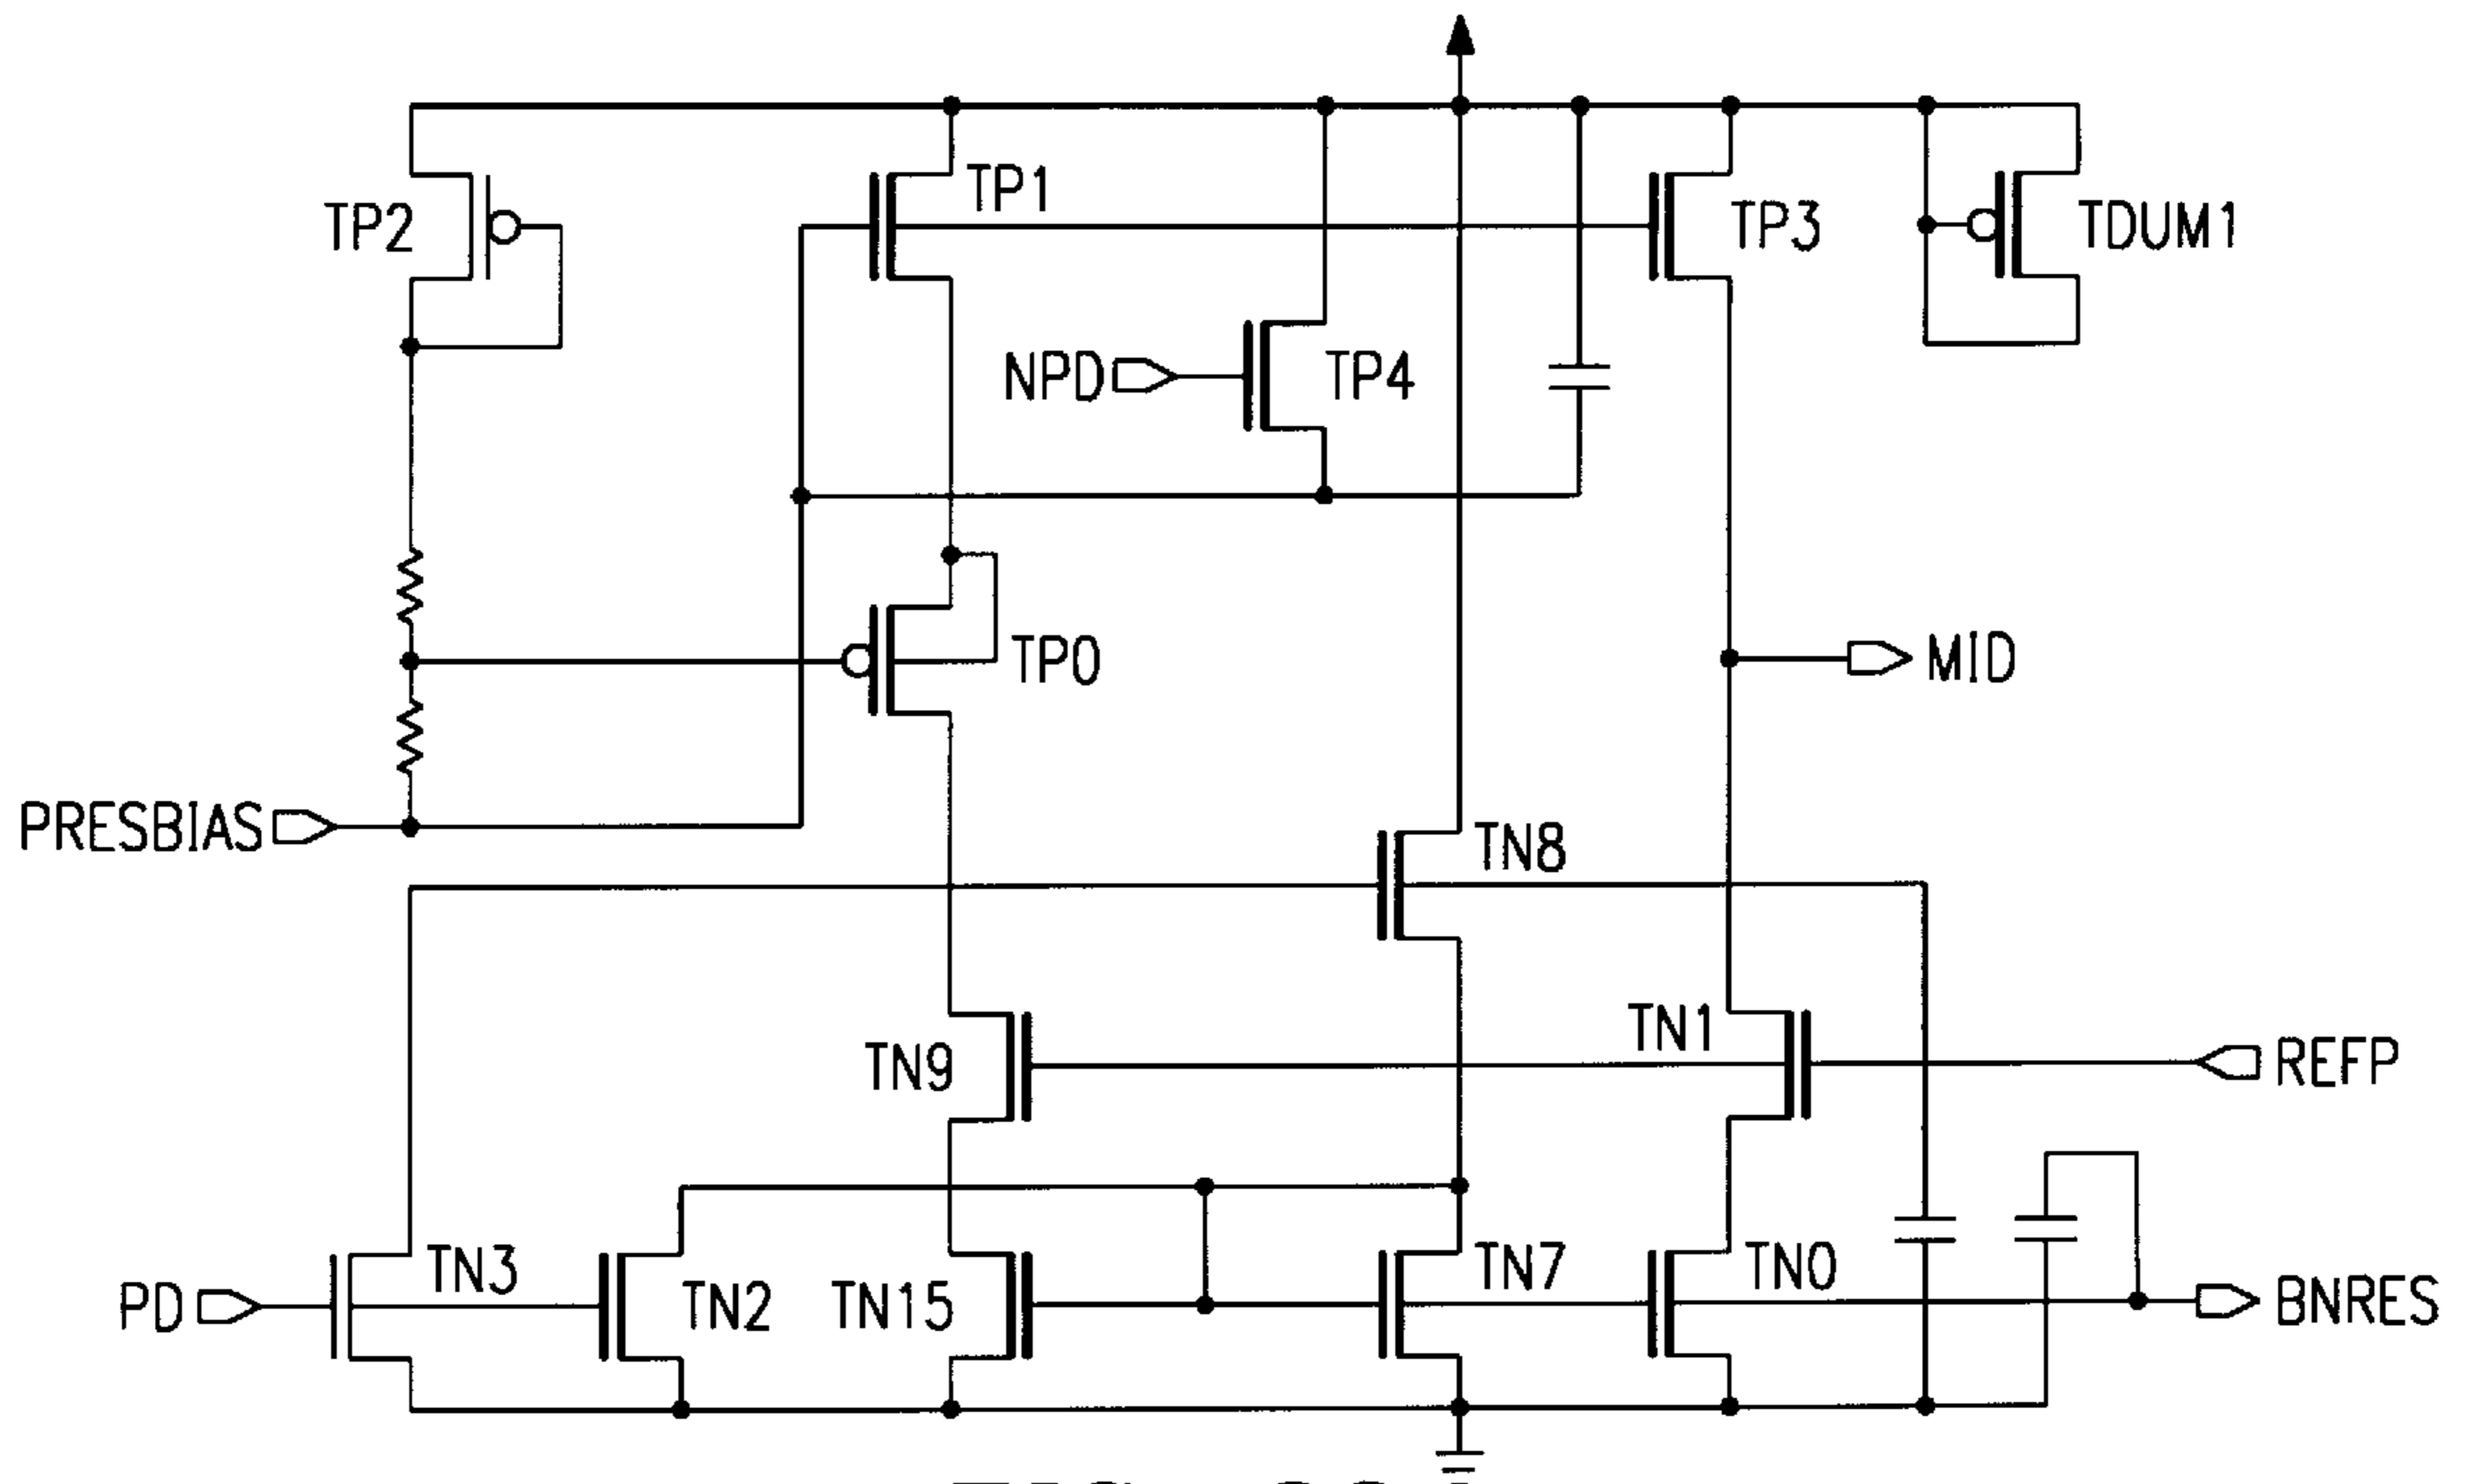 TP1
TP2
TP3
TDUM1
NPD
TP4
TP0
MID
PRESBIAS
TN8
TN1
TN9
REFP
TN3
TN7
TN0
PD
TN2
TN15
BNRES